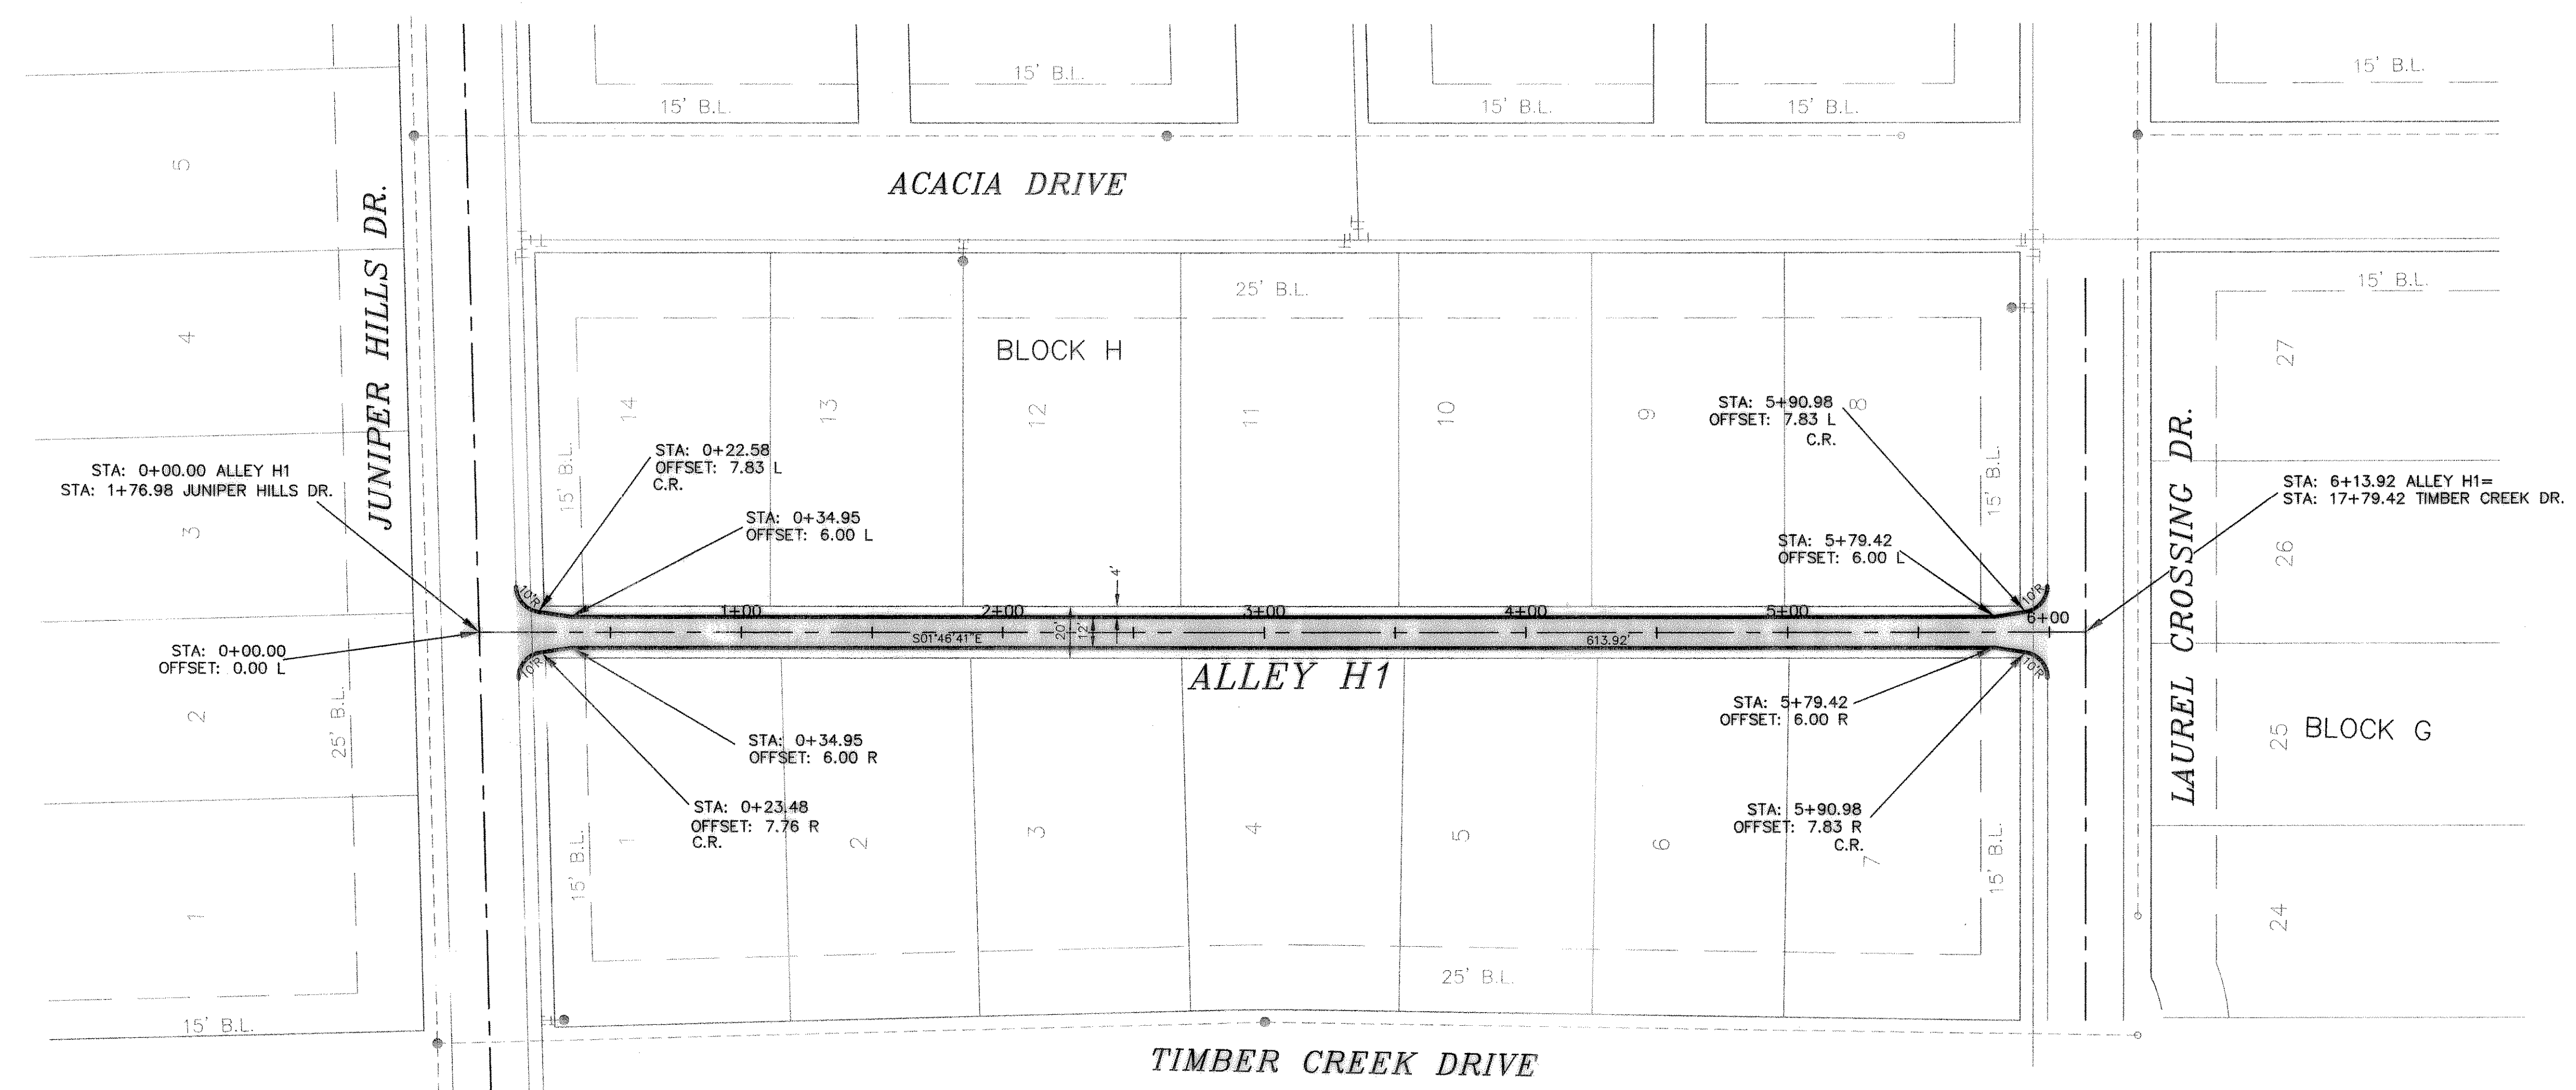 15' B.L.
15' B.L.
15' B.L.
15' B.L.
15' B.L.
ACACIA DRIVE
JUNIPER HILLS DR.
5
4
3
2
1
25' B.L.
15' B.L.
STA: 0+00.00 ALLEY H1
STA: 1+76.98 JUNIPER HILLS DR.
STA: 0+00.00
OFFSET: 0.00 L
25' B.L.
BLOCK H
14
13
12
11
10
9
8
15' B.L.
15' B.L.
STA: 0+22.58
OFFSET: 7.83 L
C.R.
STA: 0+34.95
OFFSET: 6.00 L
STA: 5+90.98
OFFSET: 7.83 L
C.R.
STA: 5+79.42
OFFSET: 6.00 L
10'R
10'R
1+00
2+00
3+00
4+00
5+00
6+00
4'
20'
12'
S01°46'41"E
613.92'
10'R
10'R
ALLEY H1
STA: 0+34.95
OFFSET: 6.00 R
STA: 0+23.48
OFFSET: 7.76 R
C.R.
STA: 5+79.42
OFFSET: 6.00 R
STA: 5+90.98
OFFSET: 7.83 R
C.R.
15' B.L.
1
2
3
4
5
6
7
15' B.L.
25' B.L.
TIMBER CREEK DRIVE
LAUREL CROSSING DR.
15' B.L.
STA: 6+13.92 ALLEY H1=
STA: 17+79.42 TIMBER CREEK DR.
27
26
25
24
BLOCK G